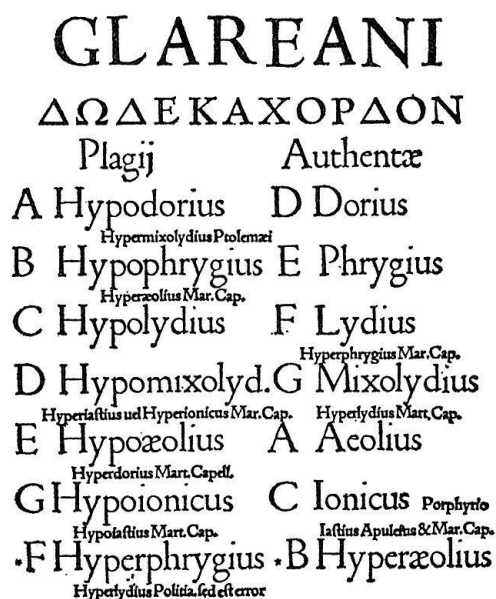 GLAREANI
ΔΩΔΕΚΑΧΟΡΔΟΝ
Plagij Authentæ
A Hypodorius D Dorius
Hypermixolydius Ptolemæi
B Hypophrygius E Phrygius
Hyperæolius Mar. Cap.
C Hypolydius F Lydius
Hyperphrygius Mar. Cap.
D Hypomixolyd. G Mixolydius
Hyperiastius uel Hyperionicus Mar. Cap. Hyperlydius Mart. Cap.
E Hypoæolius A Aeolius
Hyperdorius Mart. Capell.
G Hypoionicus C Ionicus Porphyrio
Hypoiastius Mart. Cap. Iastius Apuleius & Mar. Cap.
*F Hyperphrygius *B Hyperæolius
Hyperlydius Politia. sed est error